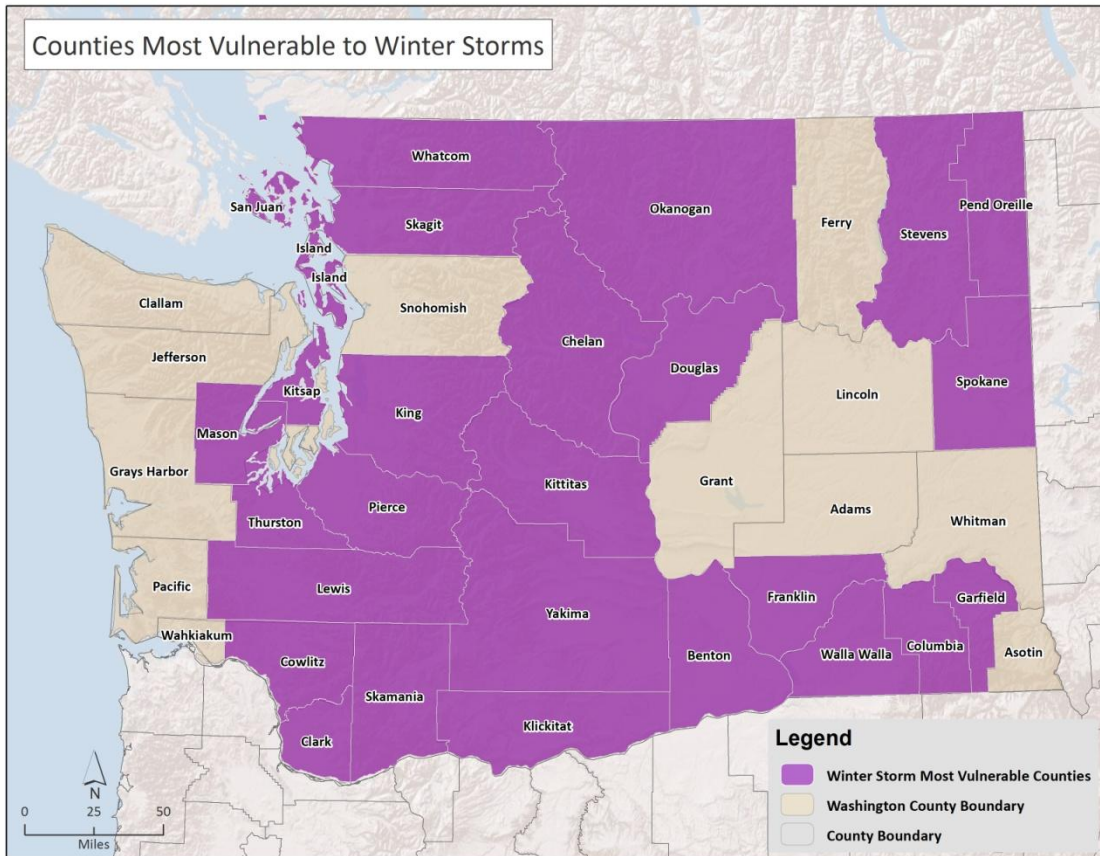 Counties Most Vulnerable to Winter Storms
Whatcom
San Juan
Skagit
Okanogan
Ferry
Stevens
Pend Oreille
Island
Island
Clallam
Snohomish
Jefferson
Chelan
Douglas
Lincoln
Spokane
Kitsap
King
Mason
Grays Harbor
Kittitas
Grant
Thurston
Pierce
Adams
Whitman
Pacific
Lewis
Yakima
Franklin
Garfield
Wahkiakum
Cowlitz
Skamania
Benton
Walla Walla
Columbia
Asotin
Clark
Klickitat
N
0 25 50
Miles
Legend
Winter Storm Most Vulnerable Counties
Washington County Boundary
County Boundary